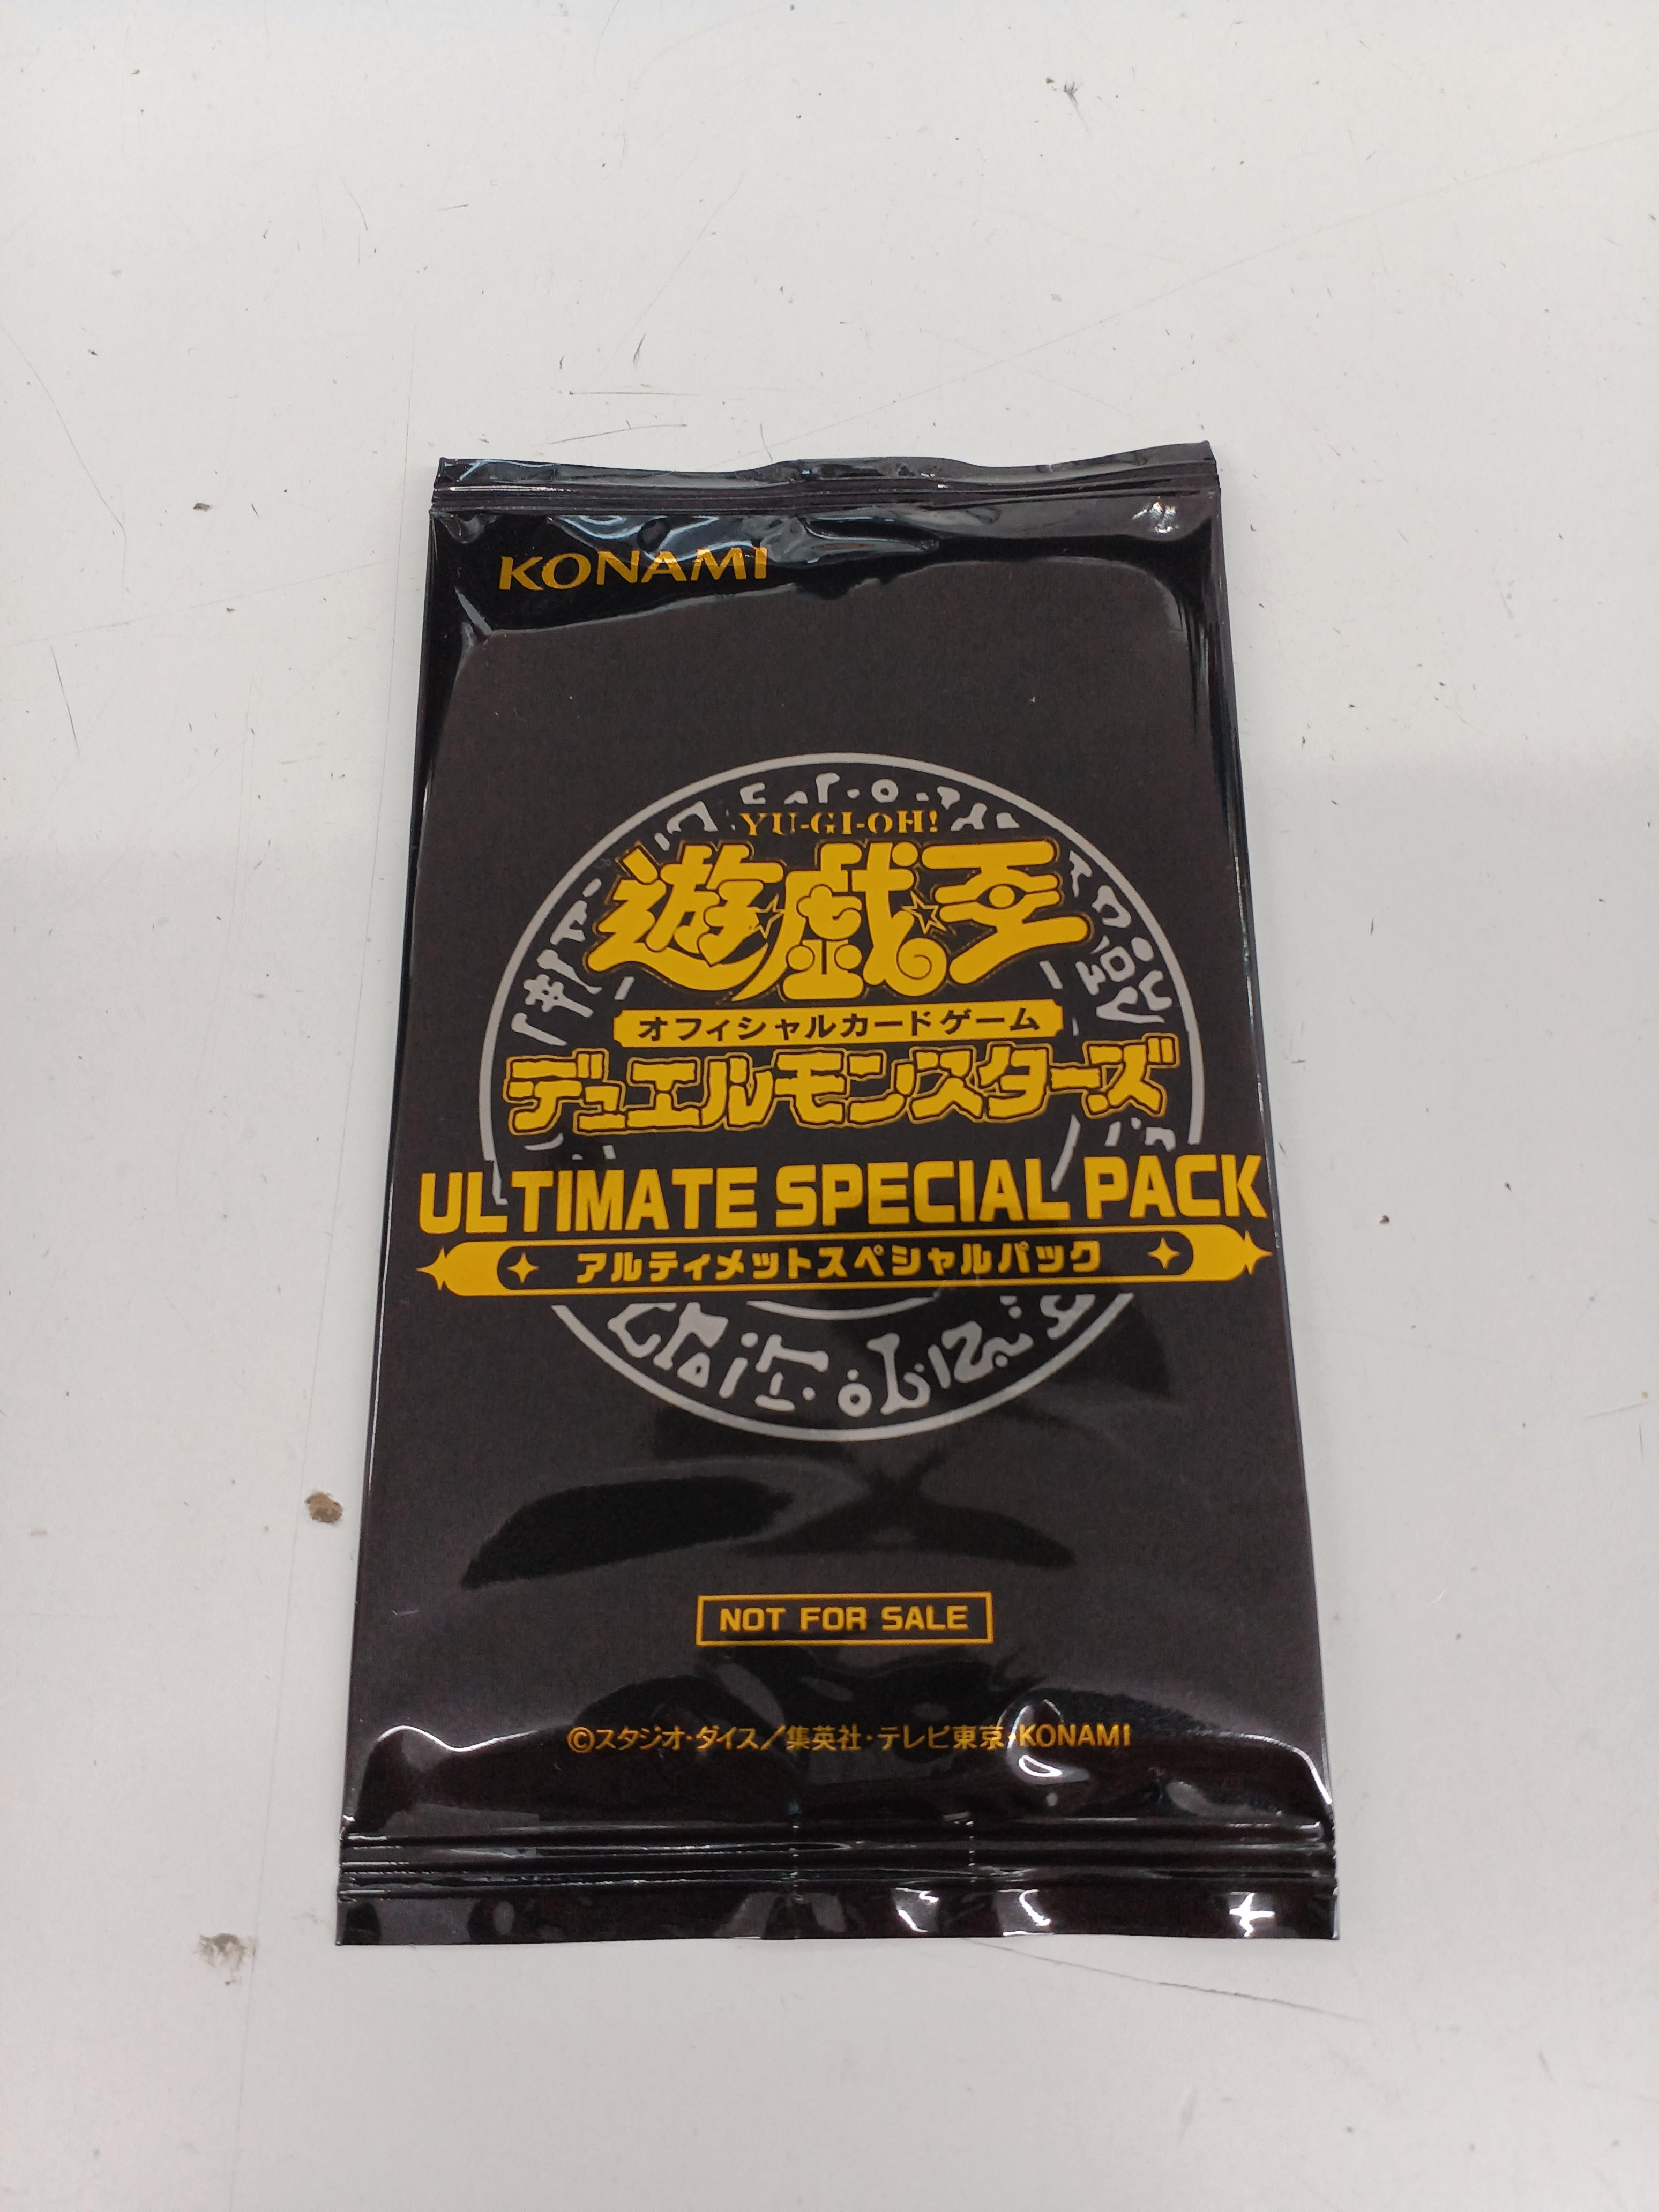 KONAMI
YU-GI-OH!
遊戯王
オフィシャルカードゲーム
デュエルモンスターズ
ULTIMATE SPECIAL PACK
アルティメットスペシャルパック
NOT FOR SALE
©スタジオ・ダイス/集英社・テレビ東京・KONAMI